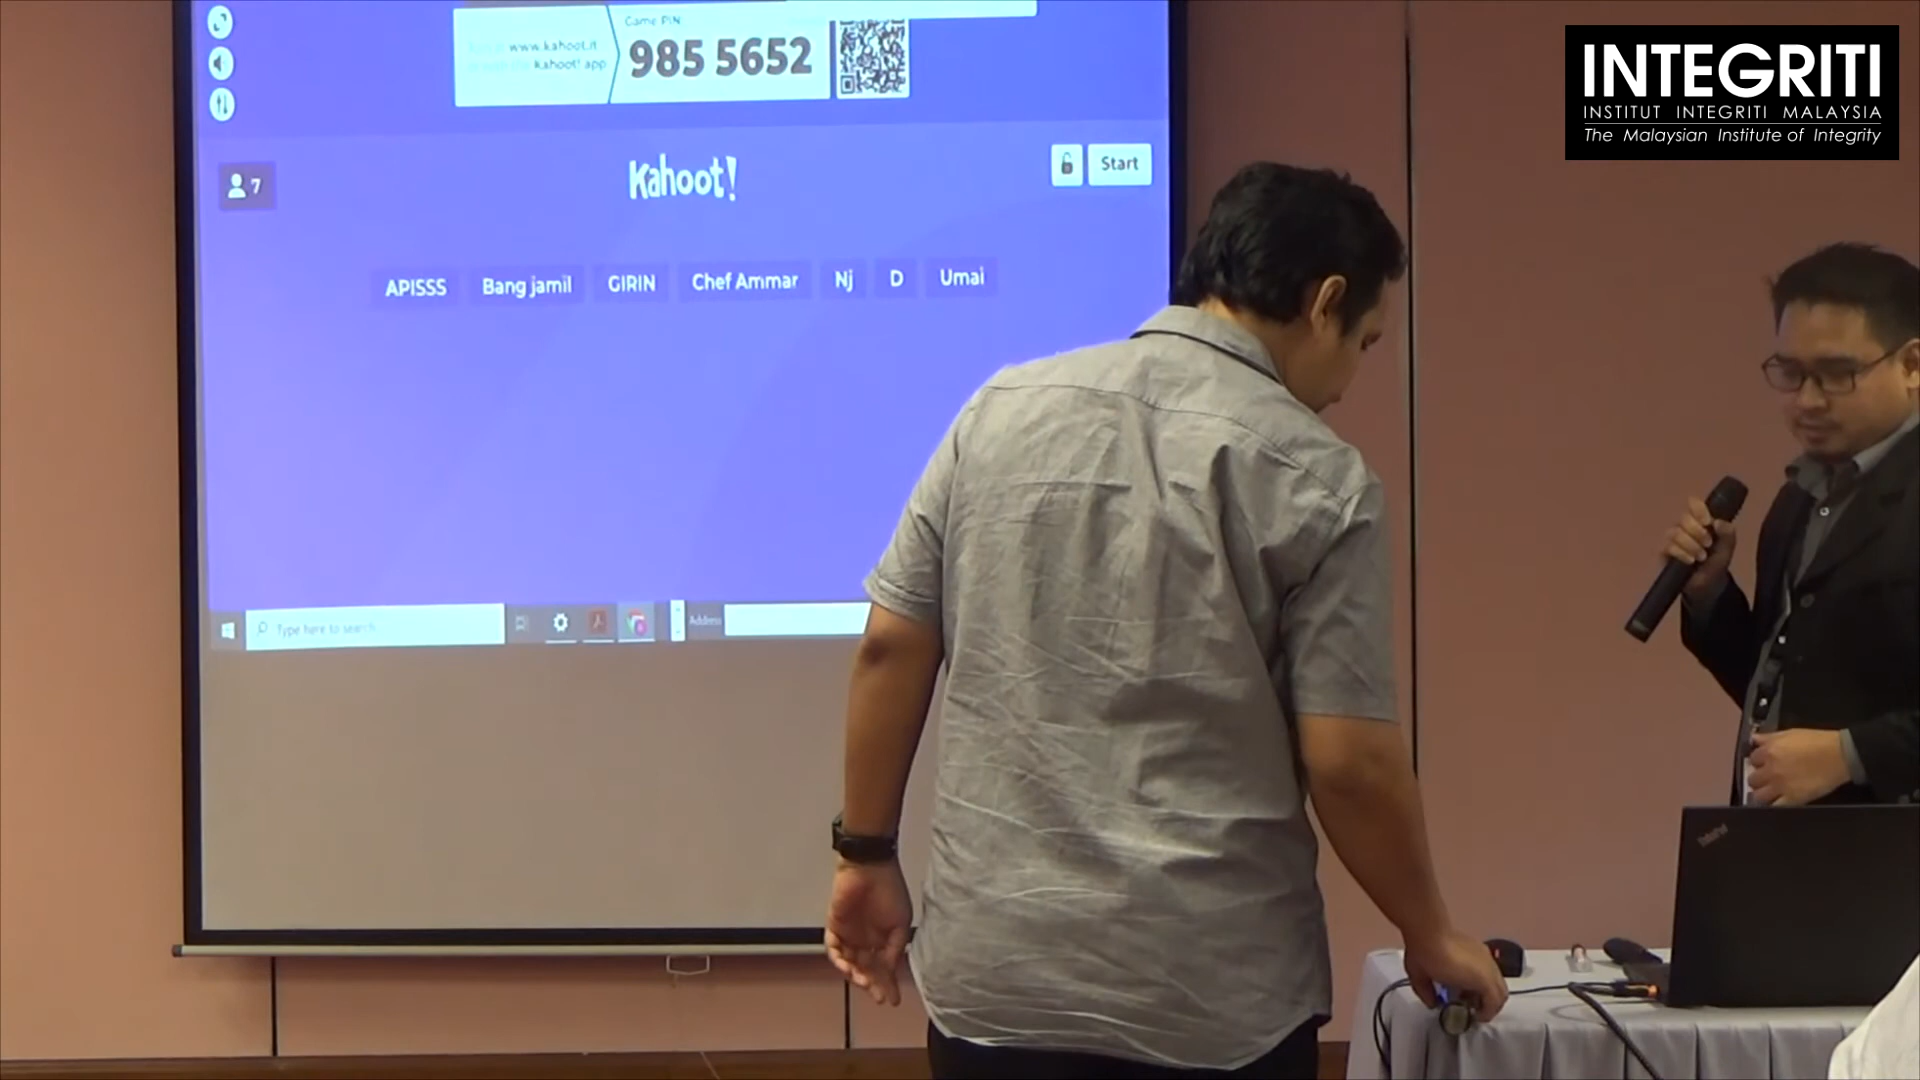 INTEGRITI
INSTITUT INTEGRITI MALAYSIA
The Malaysian Institute of Integrity
Game PIN:
www.kahoot.it
Kahoot! app
985 5652
Kahoot!
7
Start
APISSS Bang jamil GIRIN Chef Ammar Nj D Umai
Type here to search
Address
ThinkPad